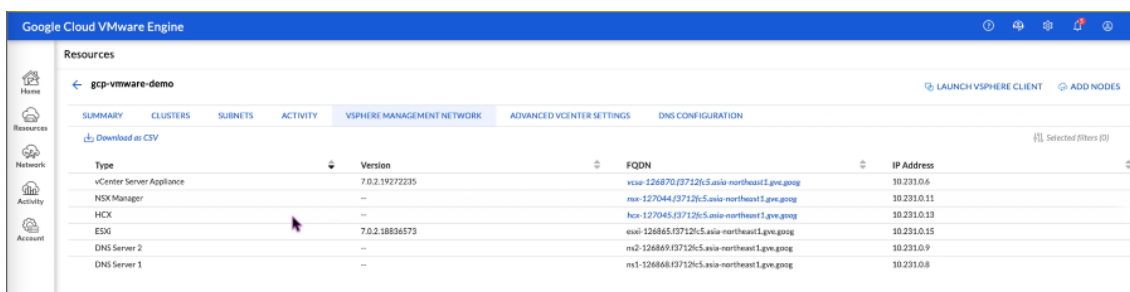 Google Cloud VMware Engine
Resources
gcp-vmware-demo
LAUNCH VSPHERE CLIENT ADD NODES
Home
Resources
Network
Activity
Account
SUMMARY CLUSTERS SUBNETS ACTIVITY VSPHERE MANAGEMENT NETWORK ADVANCED VCENTER SETTINGS DNS CONFIGURATION
Download as CSV Selected filters (0)
Type Version FQDN IP Address
vCenter Server Appliance 7.0.2.19272235 vcsa-126870.f3712fc5.asia-northeast1.gve.goog 10.231.0.6
NSX Manager -- nsx-127044.f3712fc5.asia-northeast1.gve.goog 10.231.0.11
HCX -- hcx-127045.f3712fc5.asia-northeast1.gve.goog 10.231.0.13
ESXi 7.0.2.18836573 esxi-126865.f3712fc5.asia-northeast1.gve.goog 10.231.0.15
DNS Server 2 -- ns2-126869.f3712fc5.asia-northeast1.gve.goog 10.231.0.9
DNS Server 1 -- ns1-126868.f3712fc5.asia-northeast1.gve.goog 10.231.0.8